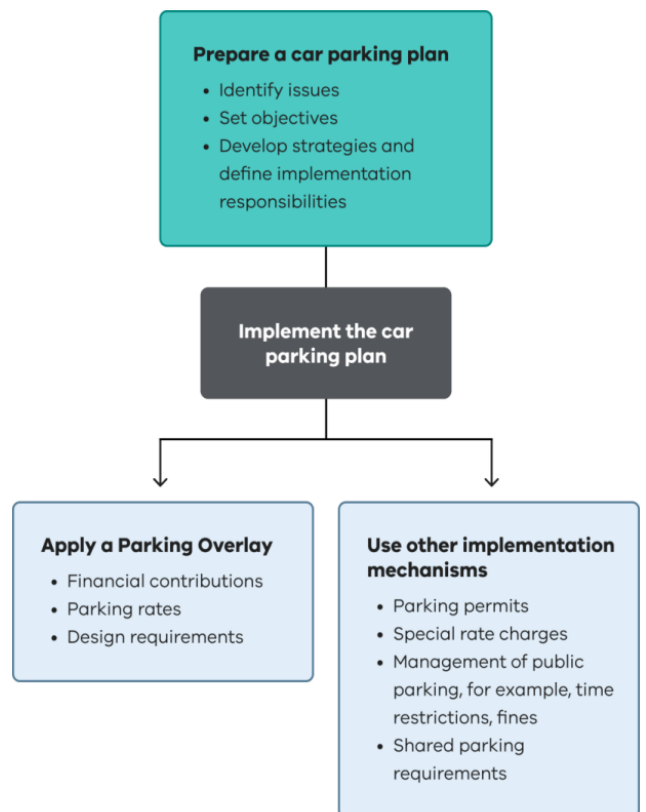 Prepare a car parking plan
• Identify issues
• Set objectives
• Develop strategies and
define implementation
responsibilities
Implement the car
parking plan
Apply a Parking Overlay
• Financial contributions
• Parking rates
• Design requirements
Use other implementation
mechanisms
• Parking permits
• Special rate charges
• Management of public
parking, for example, time
restrictions, fines
• Shared parking
requirements